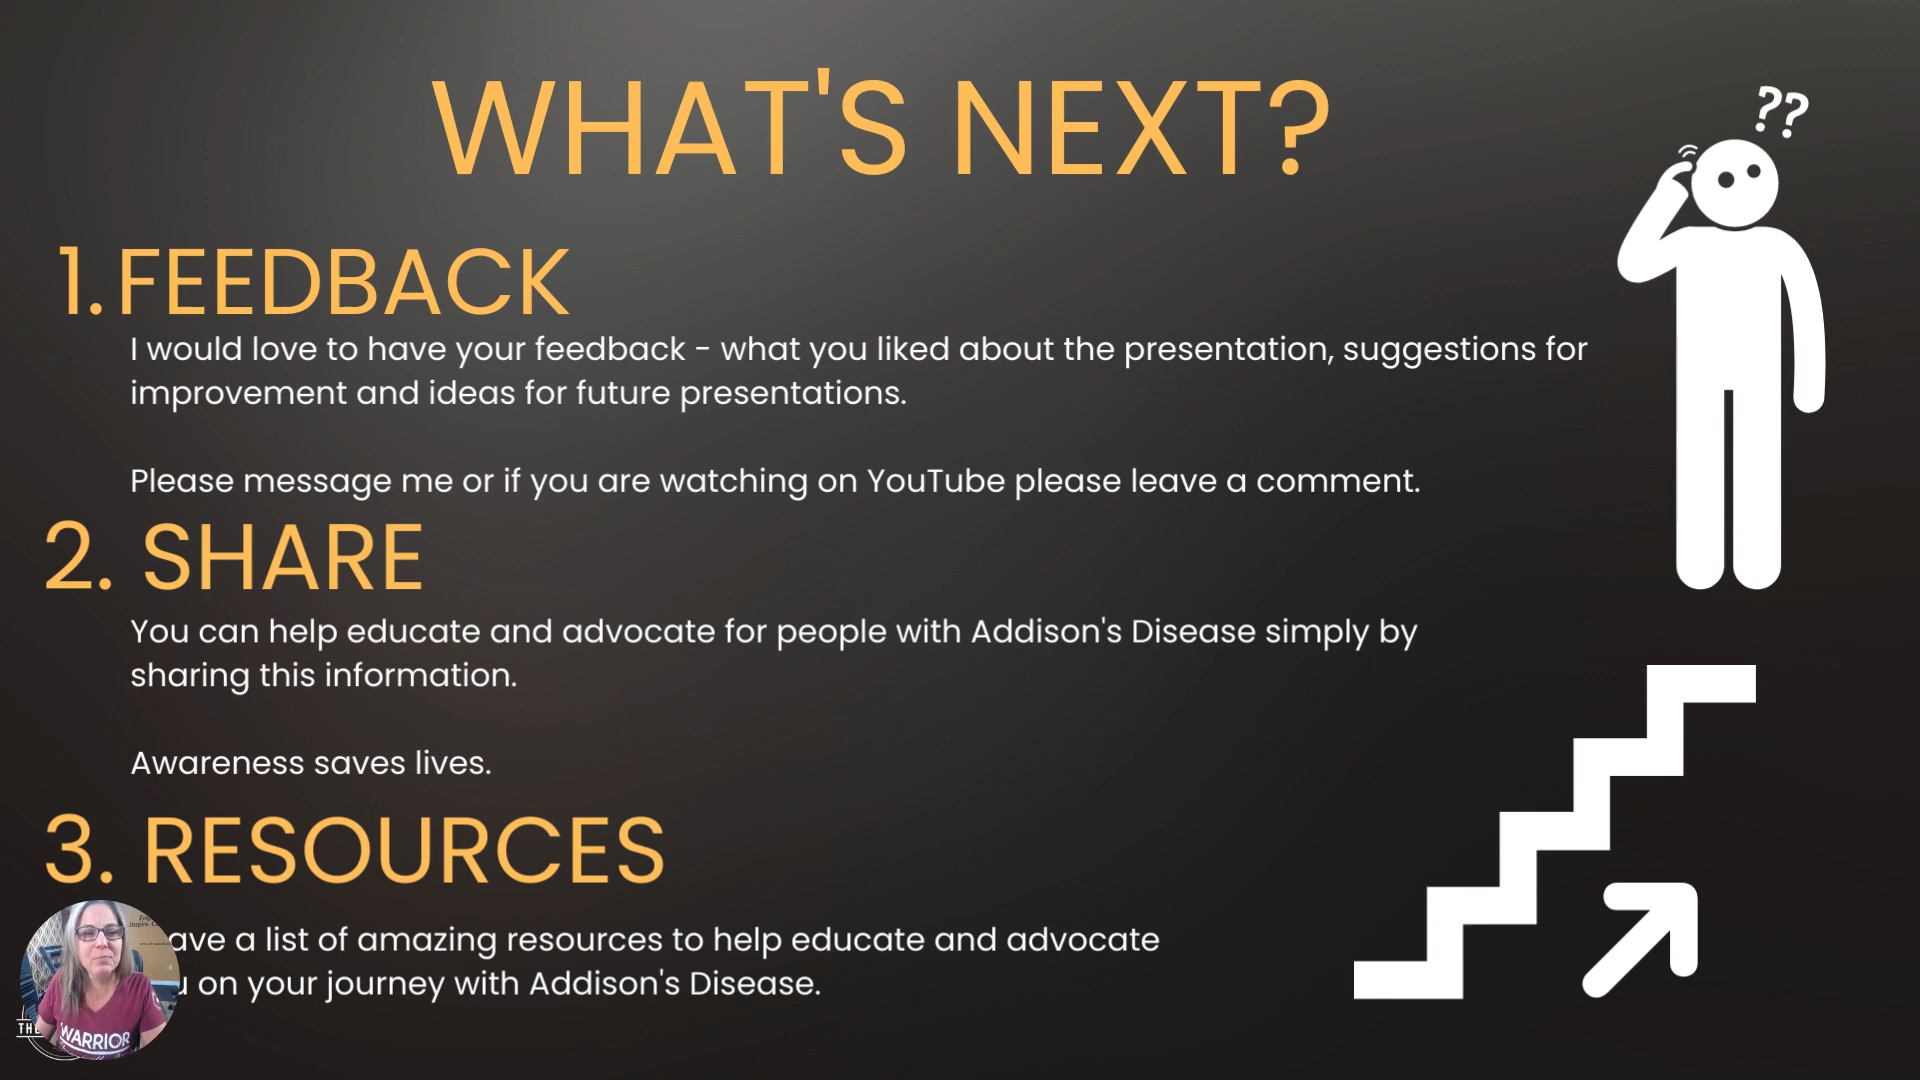 ??
WHAT'S NEXT?
1. FEEDBACK
I would love to have your feedback - what you liked about the presentation, suggestions for
improvement and ideas for future presentations.
Please message me or if you are watching on YouTube please leave a comment.
2. SHARE
You can help educate and advocate for people with Addison's Disease simply by
sharing this information.
Awareness saves lives.
3. RESOURCES
ave a list of amazing resources to help educate and advocate
u on your journey with Addison's Disease.
THE
WARRIOR